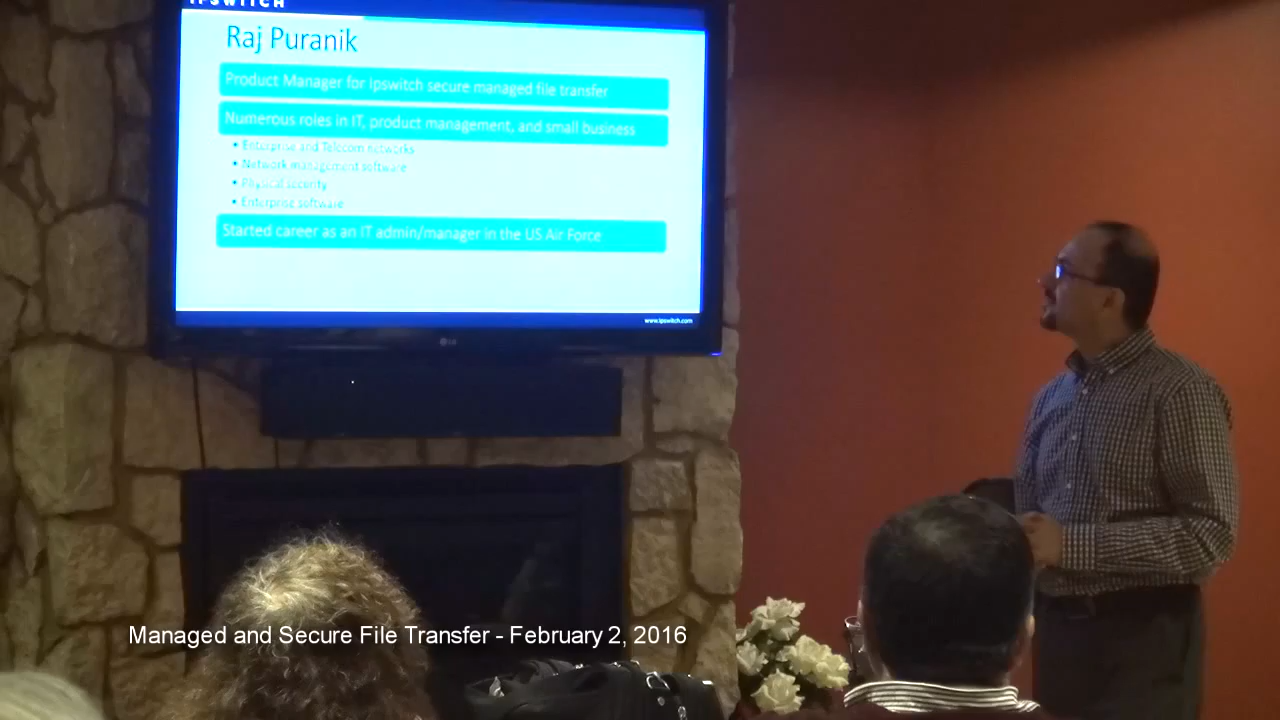 IPSWITCH
Raj Puranik
Product Manager for ipswitch secure managed file transfer
Numerous roles in IT, product management, and small business
• Enterprise and Telecom networks
• Network management software
• Physical security
• Enterprise software
Started career as an IT admin/manager in the US Air Force
www.ipswitch.com
LG
Managed and Secure File Transfer - February 2, 2016